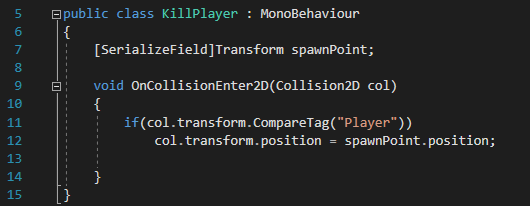 5 public class KillPlayer : MonoBehaviour
6 {
7 [SerializeField]Transform spawnPoint;
8
9 void OnCollisionEnter2D(Collision2D col)
10 {
11 if(col.transform.CompareTag("Player"))
12 col.transform.position = spawnPoint.position;
13
14 }
15 }